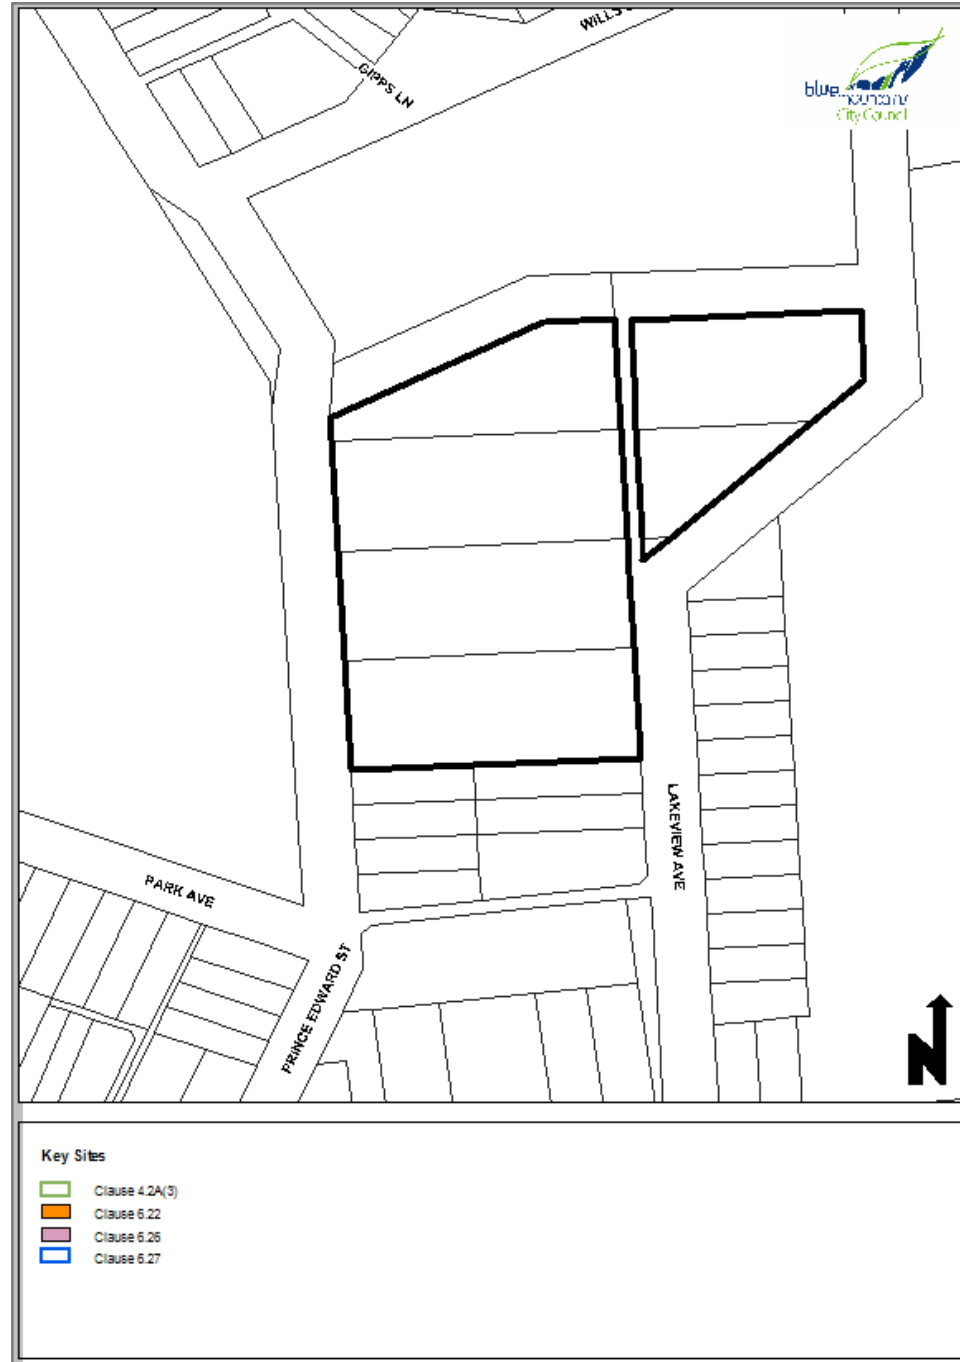 GIPPS LN
blue mountains
City Council
LAKEVIEW AVE
PARK AVE
PRINCE EDWARD ST
N
Key Sites
Clause 4.2A(3)
Clause 6.22
Clause 6.26
Clause 6.27